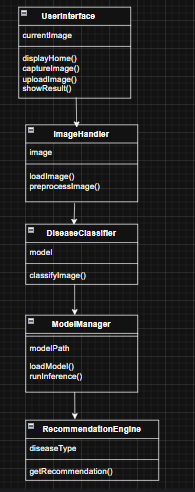 UserInterface
currentImage
displayHome()
captureImage()
uploadImage()
showResult()
ImageHandler
image
loadImage()
preprocessImage()
DiseaseClassifier
model
classifyImage()
ModelManager
modelPath
loadModel()
runInference()
RecommendationEngine
diseaseType
getRecommendation()